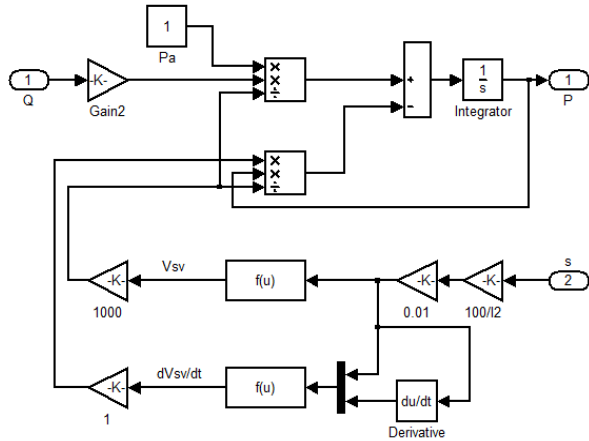 1
Pa
1
Q
-K-
Gain2
×
×
÷
+
−
1
s
Integrator
1
P
×
×
÷
s
2
Vsv
-K-
1000
f(u)
-K-
0.01
-K-
100/I2
dVsv/dt
-K-
1
f(u)
du/dt
Derivative